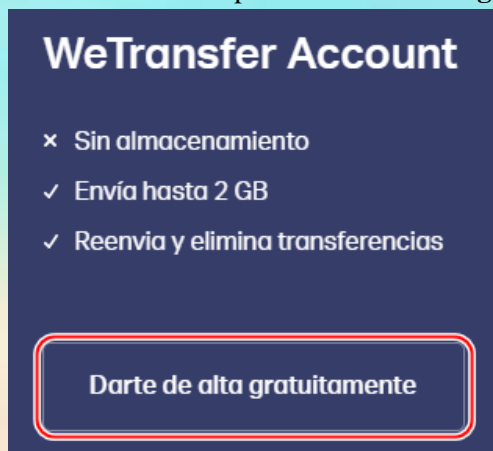 WeTransfer Account
× Sin almacenamiento
✓ Envía hasta 2 GB
✓ Reenvia y elimina transferencias
Darte de alta gratuitamente